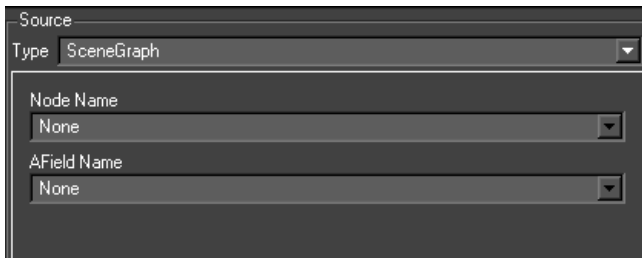 Source
Type SceneGraph
Node Name
None
AField Name
None